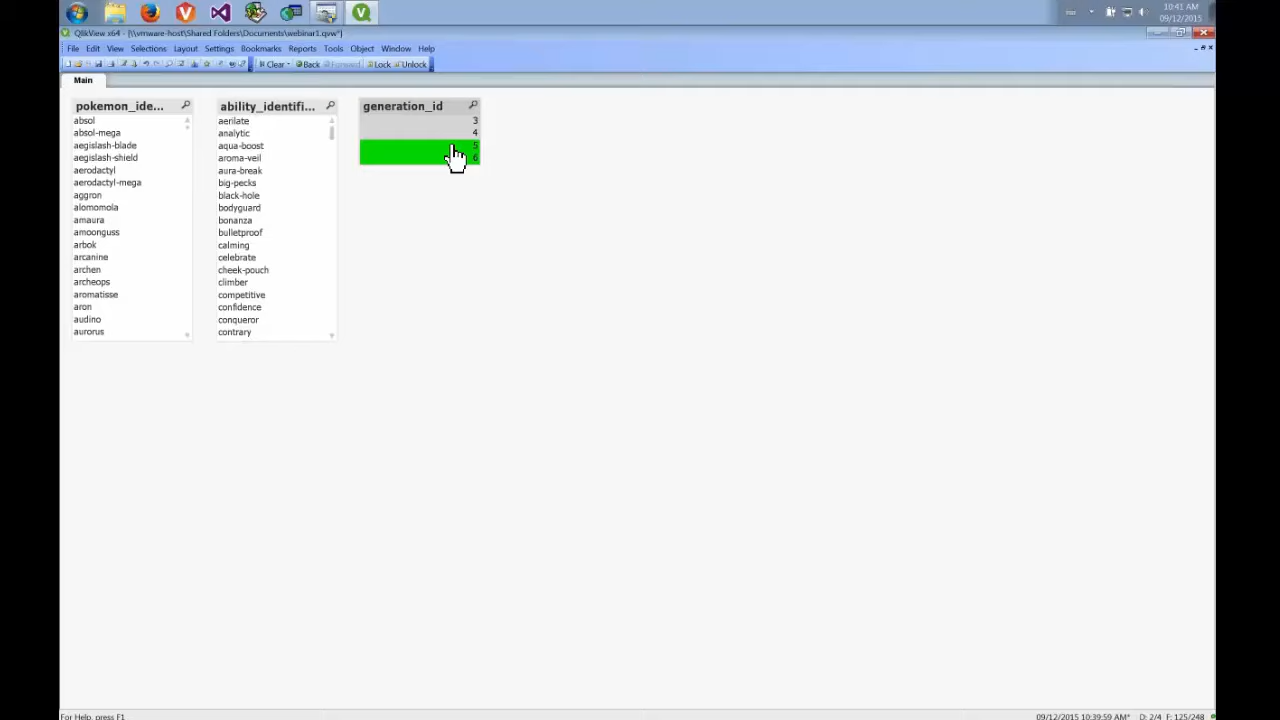 10:41 AM
09/12/2015
QlikView x64 - [\\vmware-host\Shared Folders\Documents\webinar1.qvw*]
File Edit View Selections Layout Settings Bookmarks Reports Tools Object Window Help
Clear Back Forward Lock Unlock
Main
pokemon_ide...
absol
absol-mega
aegislash-blade
aegislash-shield
aerodactyl
aerodactyl-mega
aggron
alomomola
amaura
amoonguss
arbok
arcanine
archen
archeops
aromatisse
aron
audino
aurorus
ability_identifi...
aerilate
analytic
aqua-boost
aroma-veil
aura-break
big-pecks
black-hole
bodyguard
bonanza
bulletproof
calming
celebrate
cheek-pouch
climber
competitive
confidence
conqueror
contrary
generation_id
3
4
5
6
For Help, press F1
09/12/2015 10:39:59 AM* D: 2/4 F: 125/248